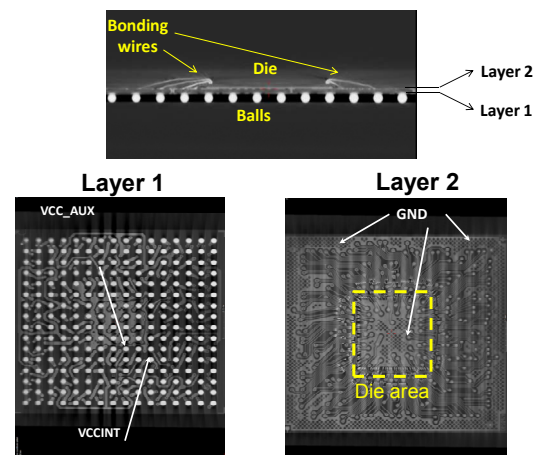 Bonding
wires
Die
Layer 2
Layer 1
Balls
Layer 1
Layer 2
VCC_AUX
GND
Die area
VCCINT